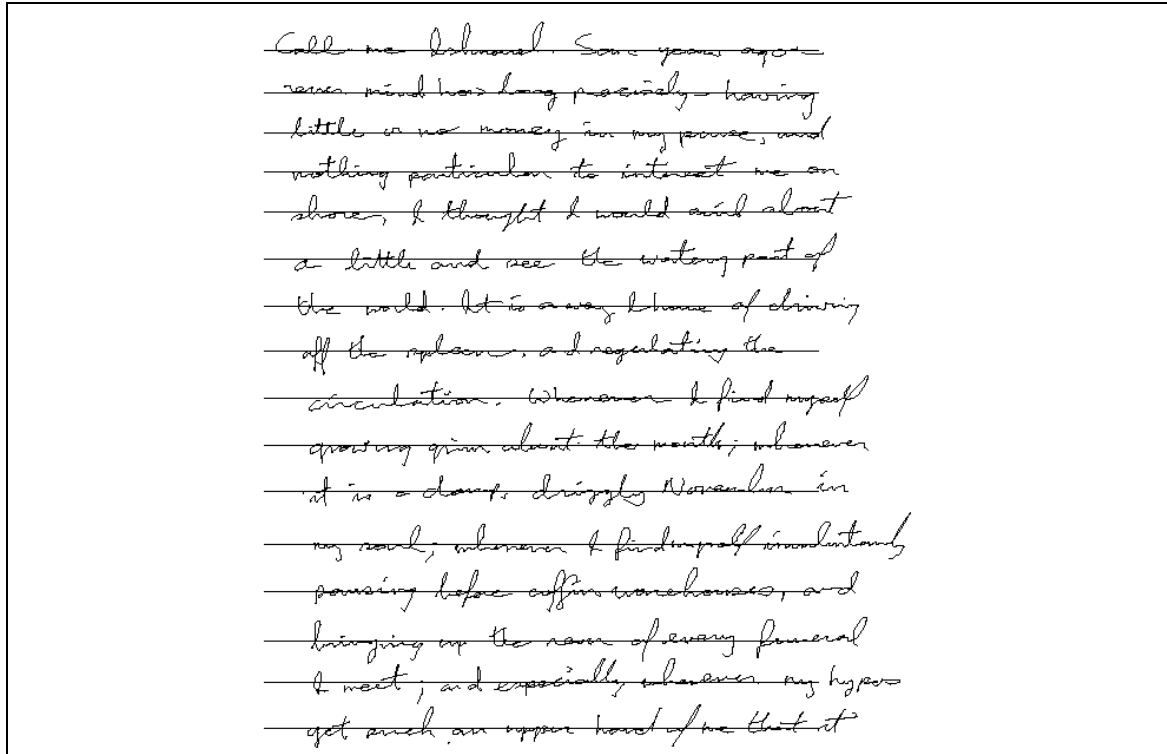 Call me Ishmael. Some years ago-
never mind how long precisely- having
little or no money in my purse, and
nothing particular to interest me on
shore, I thought I would sail about
a little and see the watery part of
the world. It is a way I have of driving
off the spleen, and regulating the
circulation. Whenever I find myself
growing grim about the mouth; whenever
it is a damp, drizzly November in
my soul; whenever I find myself involuntarily
pausing before coffin warehouses, and
bringing up the rear of every funeral
I meet; and especially whenever my hypos
get such an upper hand of me that it